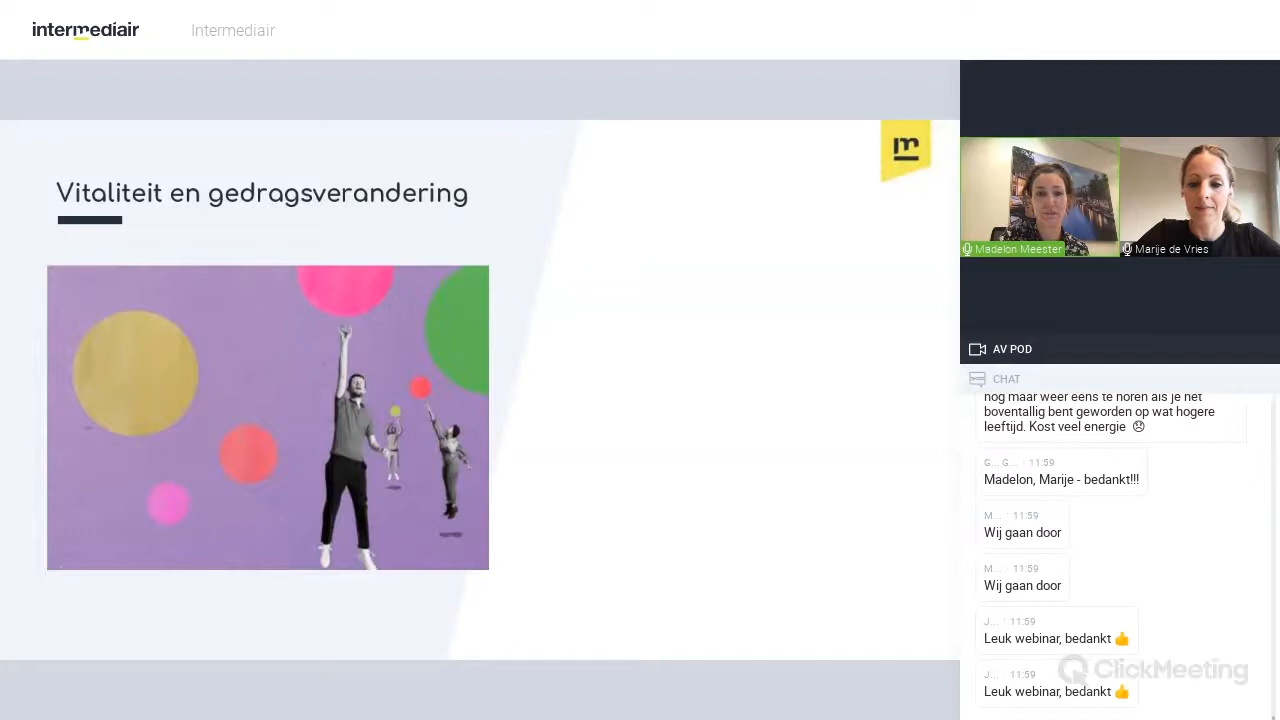 intermediair
Intermediair
Vitaliteit en gedragsverandering
m
Madelon Meester
Marije de Vries
AV POD
CHAT
nog maar weer eens te horen als je het
boventallig bent geworden op wat hogere
leeftijd. Kost veel energie 😞
G... G... 11:59
Madelon, Marije - bedankt!!!
M... 11:59
Wij gaan door
M... 11:59
Wij gaan door
J... 11:59
Leuk webinar, bedankt 👍
J... 11:59
Leuk webinar, bedankt 👍
ClickMeeting